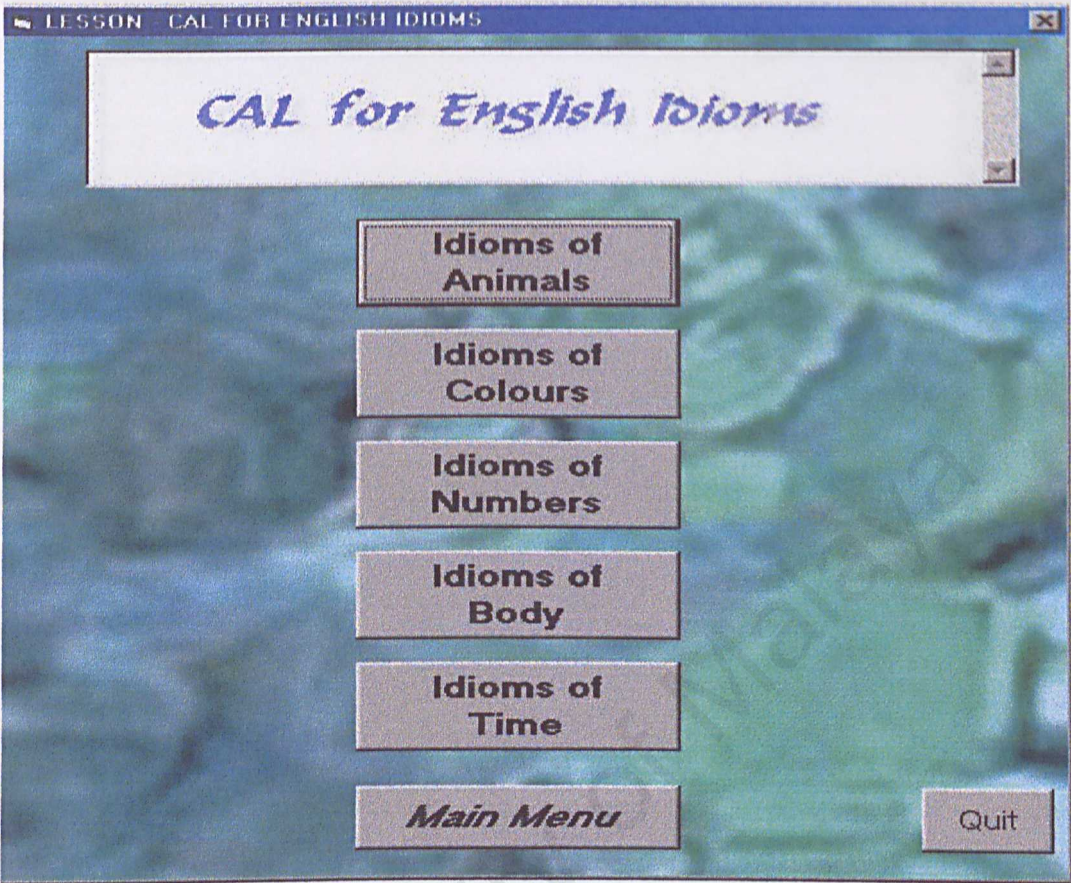 LESSON - CAL FOR ENGLISH IDIOMS
CAL for English Idioms
Idioms of
Animals
Idioms of
Colours
Idioms of
Numbers
Idioms of
Body
Idioms of
Time
Main Menu
Quit